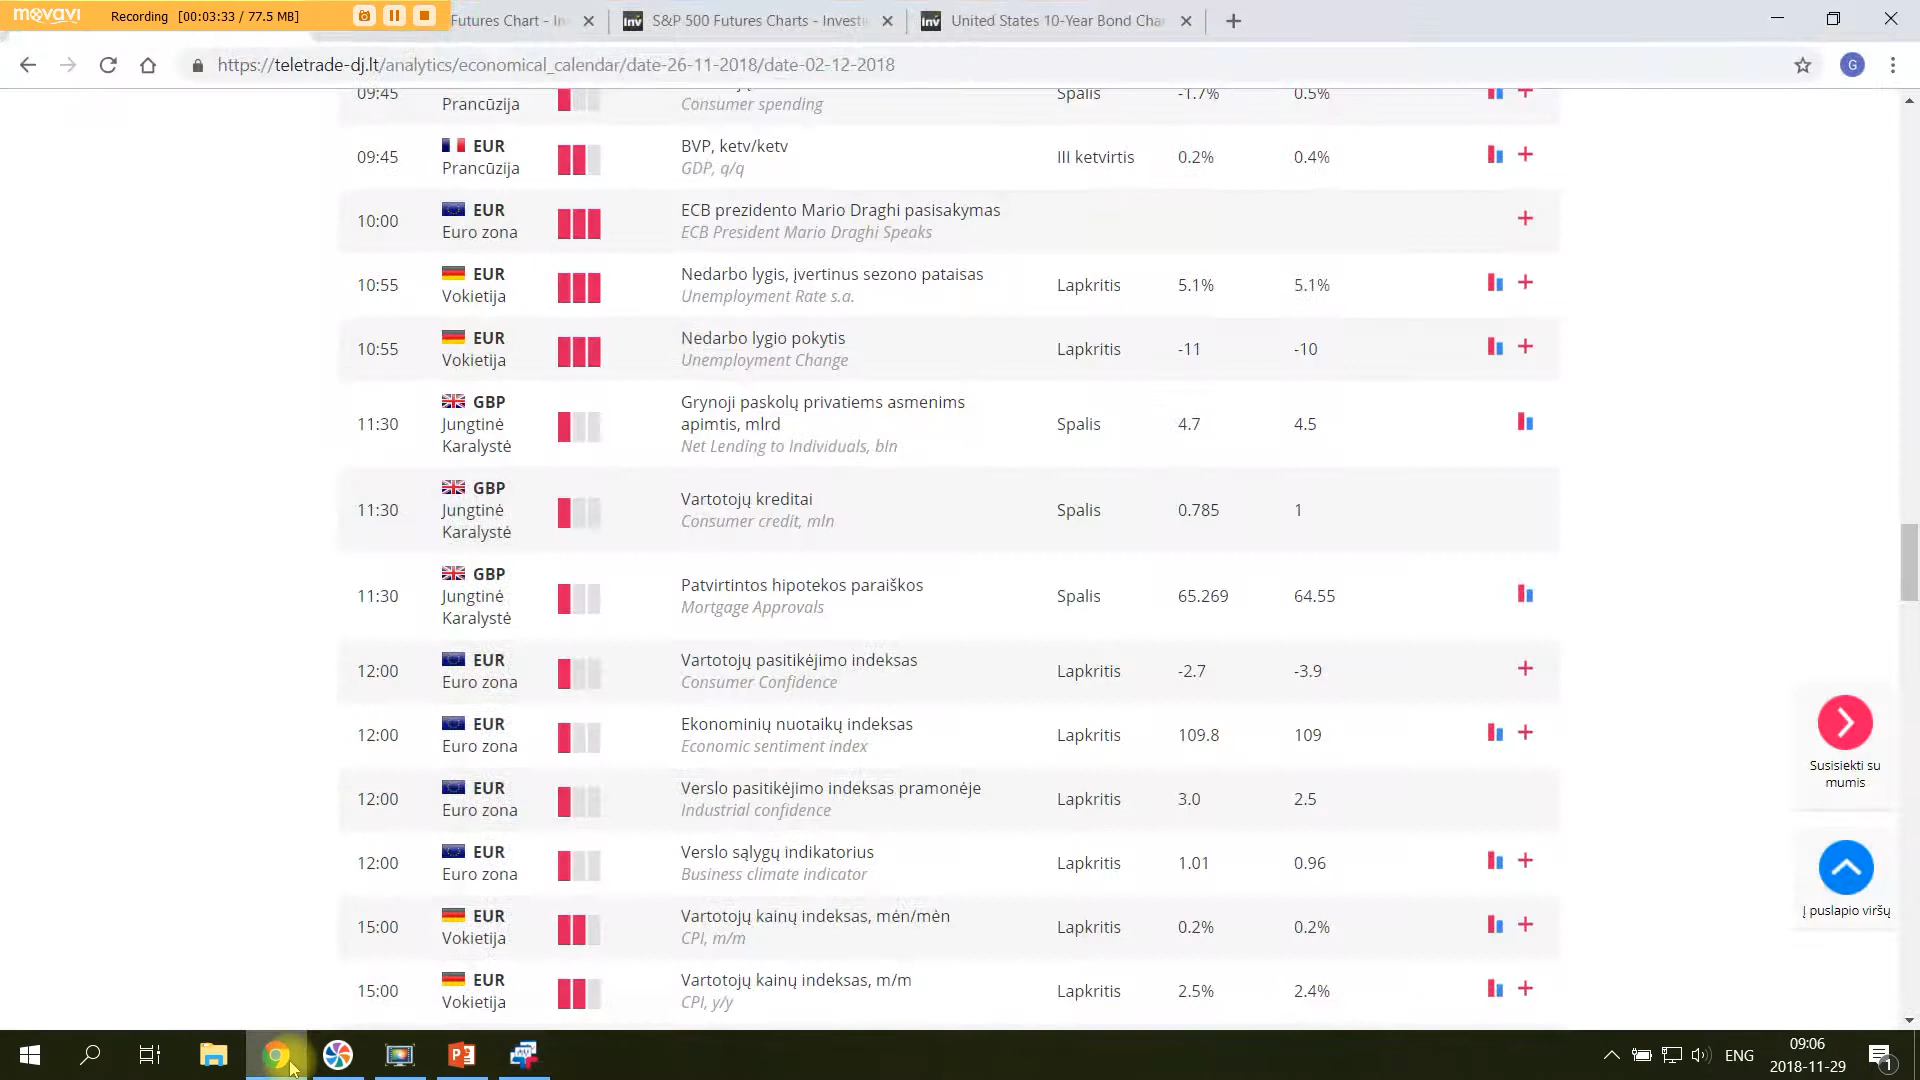 movavi Recording [00:03:33 / 77.5 MB]
Futures Chart - In
S&P 500 Futures Charts - Investi
United States 10-Year Bond Cha
https://teletrade-dj.lt/analytics/economical_calendar/date-26-11-2018/date-02-12-2018
G
09:45 Prancūzija Consumer spending Spalis -1.7% 0.5%
09:45 EUR BVP, ketv/ketv III ketvirtis 0.2% 0.4%
Prancūzija GDP, q/q
10:00 EUR ECB prezidento Mario Draghi pasisakymas
Euro zona ECB President Mario Draghi Speaks
10:55 EUR Nedarbo lygis, įvertinus sezono pataisas Lapkritis 5.1% 5.1%
Vokietija Unemployment Rate s.a.
10:55 EUR Nedarbo lygio pokytis Lapkritis -11 -10
Vokietija Unemployment Change
11:30 GBP Grynoji paskolų privatiems asmenims
Jungtinė apimtis, mlrd Spalis 4.7 4.5
Karalystė Net Lending to Individuals, bln
11:30 GBP Vartotojų kreditai Spalis 0.785 1
Jungtinė Consumer credit, mln
Karalystė
11:30 GBP Patvirtintos hipotekos paraiškos Spalis 65.269 64.55
Jungtinė Mortgage Approvals
Karalystė
12:00 EUR Vartotojų pasitikėjimo indeksas Lapkritis -2.7 -3.9
Euro zona Consumer Confidence
12:00 EUR Ekonominių nuotaikų indeksas Lapkritis 109.8 109
Euro zona Economic sentiment index
12:00 EUR Verslo pasitikėjimo indeksas pramonėje Lapkritis 3.0 2.5
Euro zona Industrial confidence
12:00 EUR Verslo sąlygų indikatorius Lapkritis 1.01 0.96
Euro zona Business climate indicator
15:00 EUR Vartotojų kainų indeksas, mėn/mėn Lapkritis 0.2% 0.2%
Vokietija CPI, m/m
15:00 EUR Vartotojų kainų indeksas, m/m Lapkritis 2.5% 2.4%
Vokietija CPI, y/y
Susisiekti su
mumis
Į puslapio viršų
ENG
09:06
2018-11-29
1